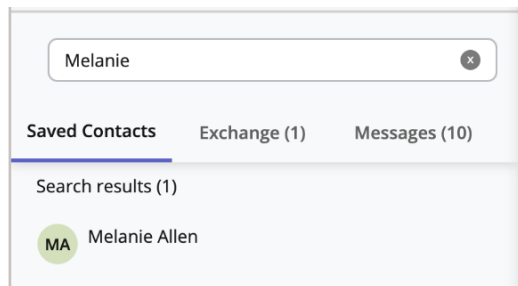 Melanie
x
Saved Contacts Exchange (1) Messages (10)
Search results (1)
MA Melanie Allen